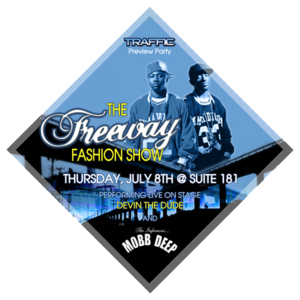 TRAFFIC
Preview Party
THE
Freeway
FASHION SHOW
THURSDAY, JULY 8TH @ SUITE 181
PERFORMING LIVE ON STAGE
DEVIN THE DUDE
AND
The Infamous...
MOBB DEEP